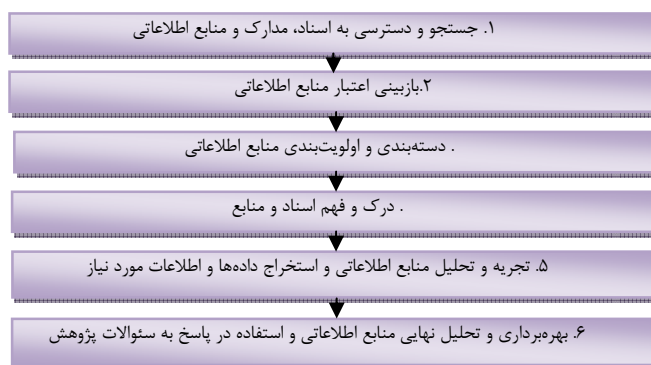 ۱. جستجو و دسترسی به اسناد، مدارک و منابع اطلاعاتی
۲.بازبینی اعتبار منابع اطلاعاتی
. دسته‌بندی و اولویت‌بندی منابع اطلاعاتی
. درک و فهم اسناد و منابع
۵. تجریه و تحلیل منابع اطلاعاتی و استخراج داده‌ها و اطلاعات مورد نیاز
۶. بهره‌برداری و تحلیل نهایی منابع اطلاعاتی و استفاده در پاسخ به سئوالات پژوهش